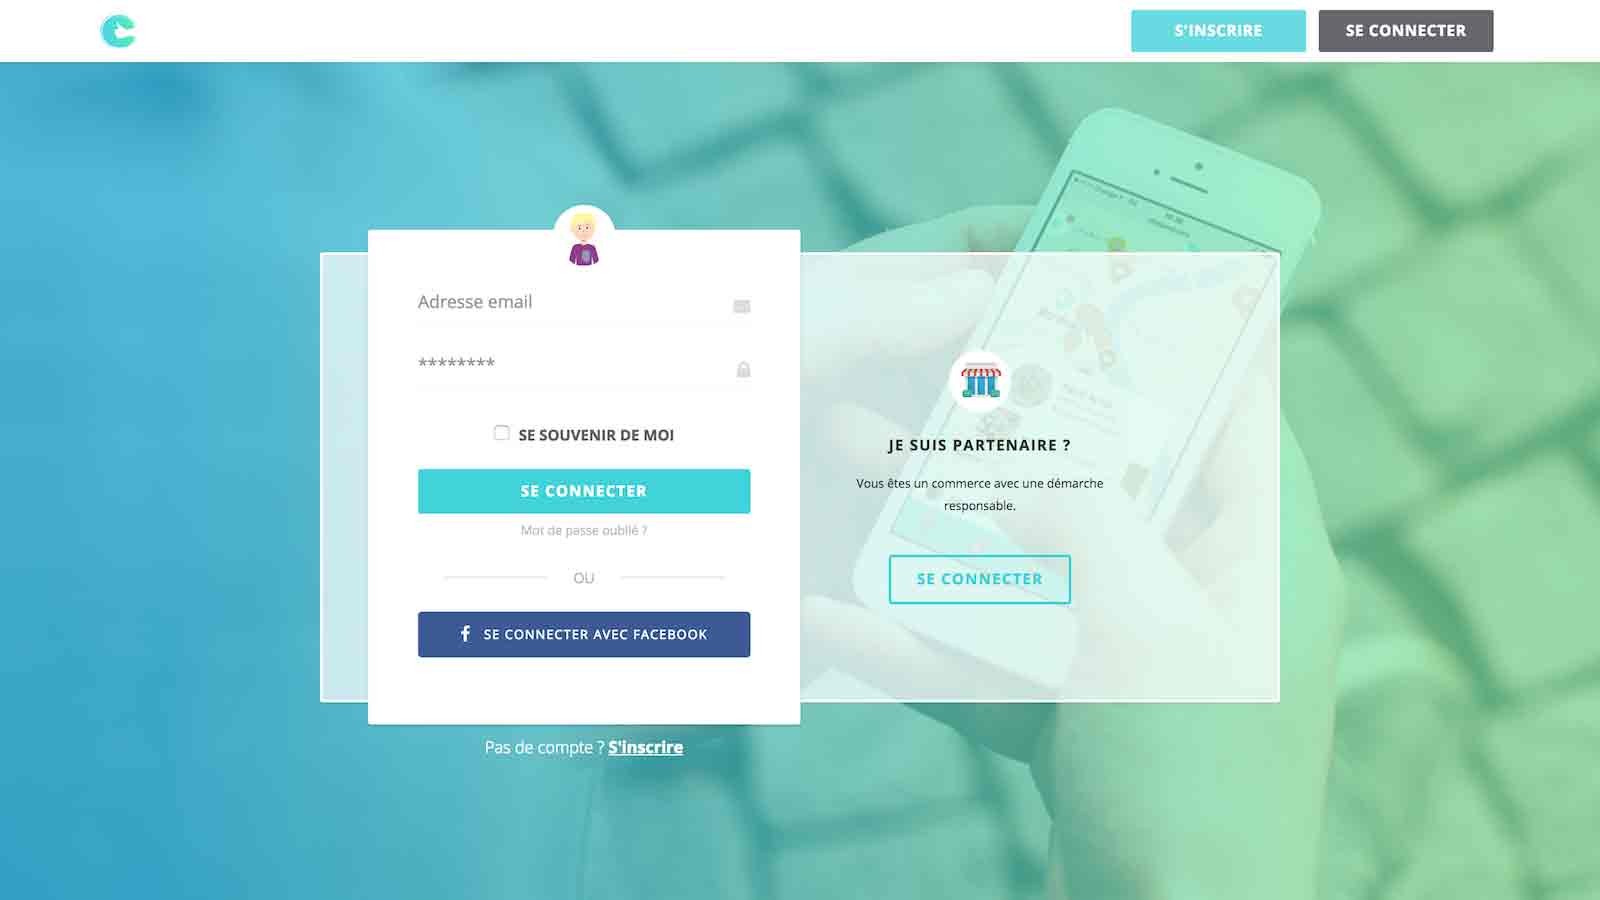 S'INSCRIRE
SE CONNECTER
Adresse email
********
SE SOUVENIR DE MOI
SE CONNECTER
Mot de passe oublié ?
OU
SE CONNECTER AVEC FACEBOOK
Pas de compte ? S'inscrire
JE SUIS PARTENAIRE ?
Vous êtes un commerce avec une démarche
responsable.
SE CONNECTER